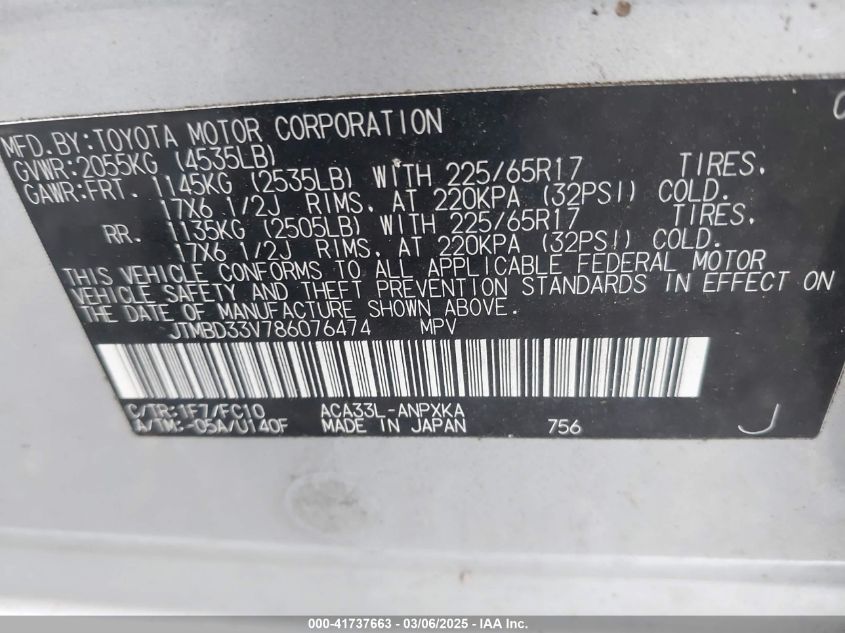 MFD.BY:TOYOTA MOTOR CORPORATION
GVWR:2055KG (4535LB)
GAWR:FRT. 1145KG (2535LB) WITH 225/65R17 TIRES.
17X6 1/2J RIMS, AT 220KPA (32PSI) COLD.
RR. 1135KG (2505LB) WITH 225/65R17 TIRES.
17X6 1/2J RIMS, AT 220KPA (32PSI) COLD.
THIS VEHICLE CONFORMS TO ALL APPLICABLE FEDERAL MOTOR
VEHICLE SAFETY AND THEFT PREVENTION STANDARDS IN EFFECT ON
THE DATE OF MANUFACTURE SHOWN ABOVE.
JTMBD33V786076474 MPV
C/TR:1F7/FC10 ACA33L-ANPXKA
A/TM:-05A/U140F MADE IN JAPAN 756 J
000-41737663 - 03/06/2025 - IAA Inc.